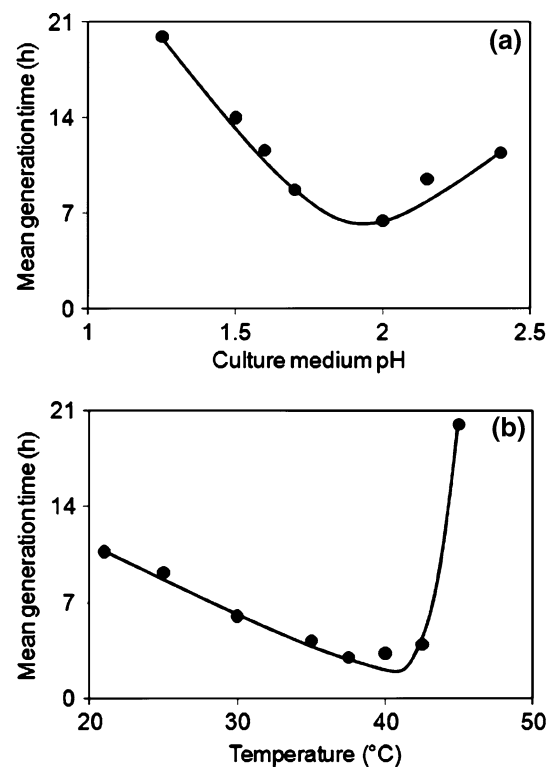 21
(a)
14
7
0
Mean generation time (h)
1
1.5
2
2.5
Culture medium pH
21
(b)
14
7
0
Mean generation time (h)
20
30
40
50
Temperature (°C)